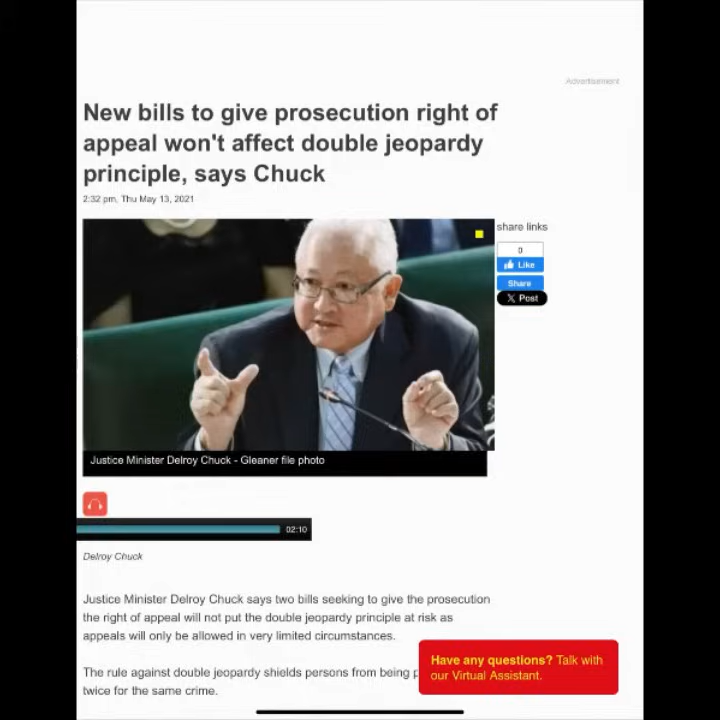 Advertisement
New bills to give prosecution right of
appeal won't affect double jeopardy
principle, says Chuck
2:32 pm, Thu May 13, 2021
share links
0
Like
Share
X Post
Justice Minister Delroy Chuck - Gleaner file photo
02:10
Delroy Chuck
Justice Minister Delroy Chuck says two bills seeking to give the prosecution
the right of appeal will not put the double jeopardy principle at risk as
appeals will only be allowed in very limited circumstances.
The rule against double jeopardy shields persons from being
twice for the same crime.
Have any questions? Talk with
our Virtual Assistant.